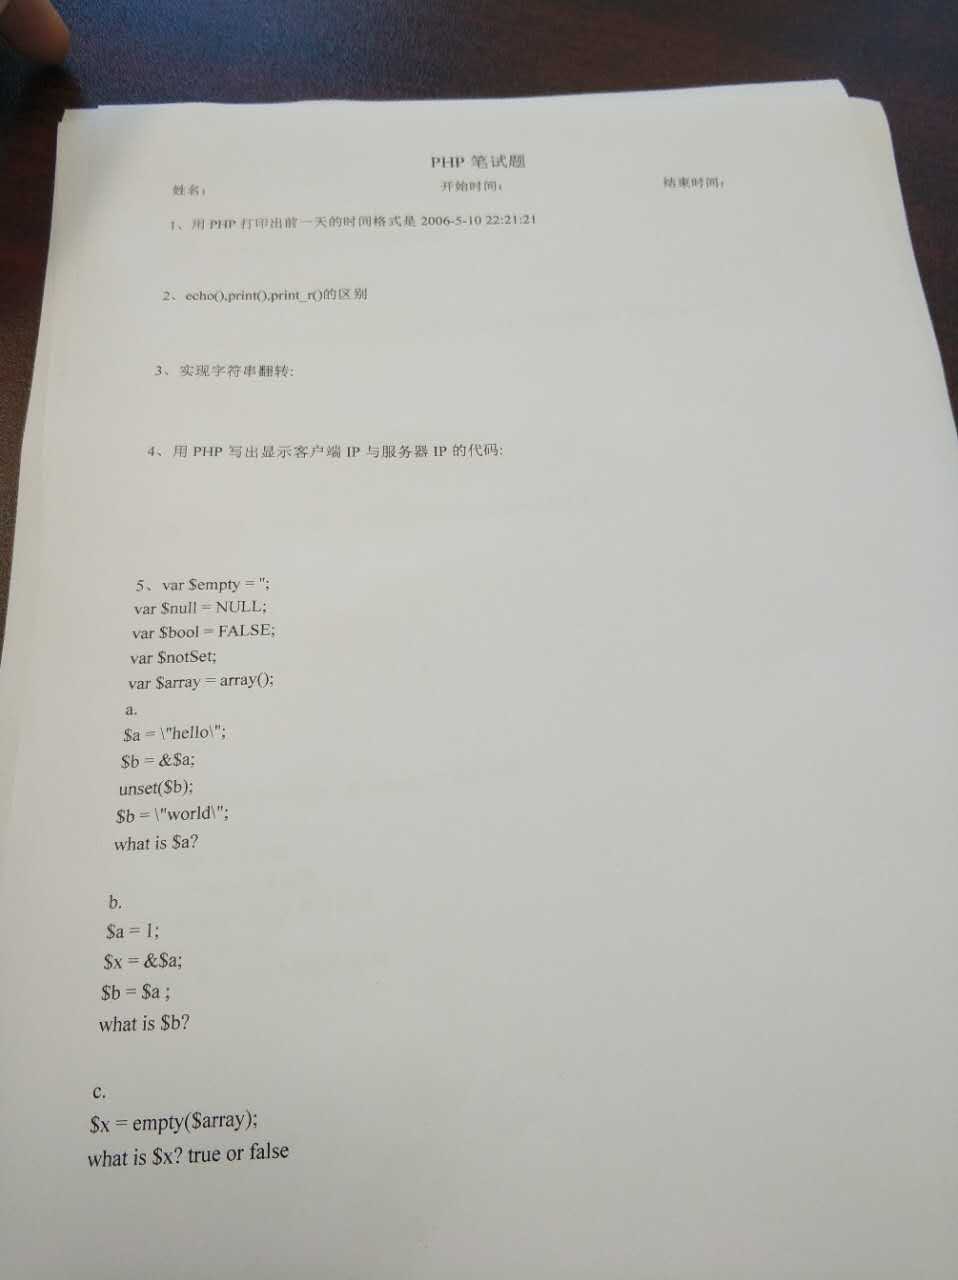 PHP 笔试题
姓名： 开始时间： 结束时间：
1、用 PHP 打印出前一天的时间格式是 2006-5-10 22:21:21
2、echo(),print(),print_r()的区别
3、实现字符串翻转:
4、用 PHP 写出显示客户端 IP 与服务器 IP 的代码:
5、var $empty = '';
var $null = NULL;
var $bool = FALSE;
var $notSet;
var $array = array();
a.
$a = \"hello\";
$b = &$a;
unset($b);
$b = \"world\";
what is $a?
b.
$a = 1;
$x = &$a;
$b = $a ;
what is $b?
c.
$x = empty($array);
what is $x? true or false